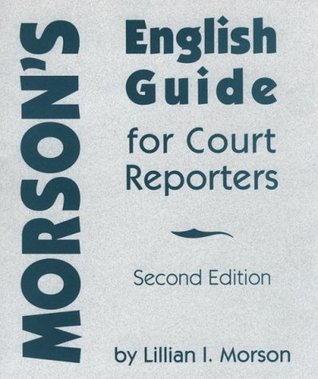 MORSON'S
English
Guide
for Court
Reporters
Second Edition
by Lillian I. Morson